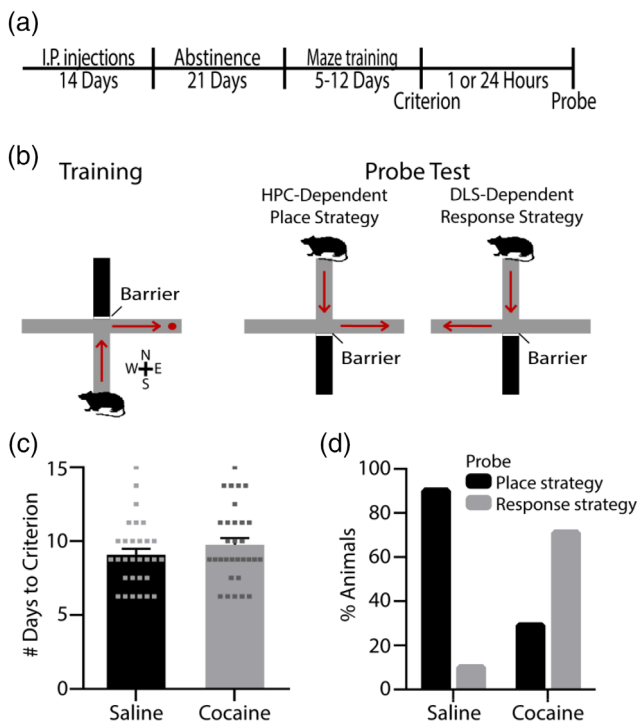 (a)
I.P. injections Abstinence Maze training
14 Days 21 Days 5-12 Days 1 or 24 Hours
Criterion Probe
(b)
Training Probe Test
HPC-Dependent DLS-Dependent
Place Strategy Response Strategy
Barrier
N
W E
S
Barrier Barrier
(c) (d)
# Days to Criterion
15
10
5
0
Saline Cocaine
% Animals
100
80
60
40
20
0
Probe
Place strategy
Response strategy
Saline Cocaine